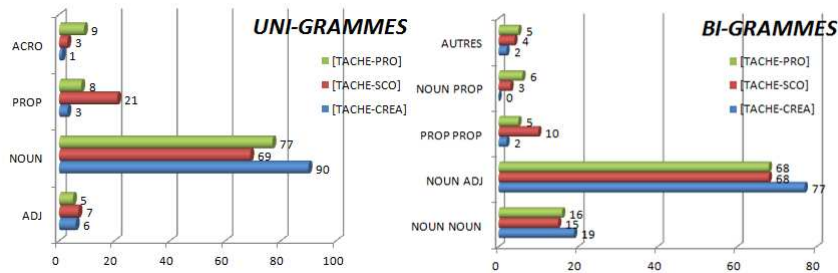 UNI-GRAMMES
ACRO
9
3
1
[TACHE-PRO]
[TACHE-SCO]
[TACHE-CREA]
PROP
8
21
3
NOUN
77
69
90
ADJ
5
7
6
0 20 40 60 80 100
BI-GRAMMES
AUTRES
5
4
2
[TACHE-PRO]
[TACHE-SCO]
[TACHE-CREA]
NOUN PROP
6
3
0
PROP PROP
5
10
2
NOUN ADJ
68
68
77
NOUN NOUN
16
15
19
0 20 40 60 80